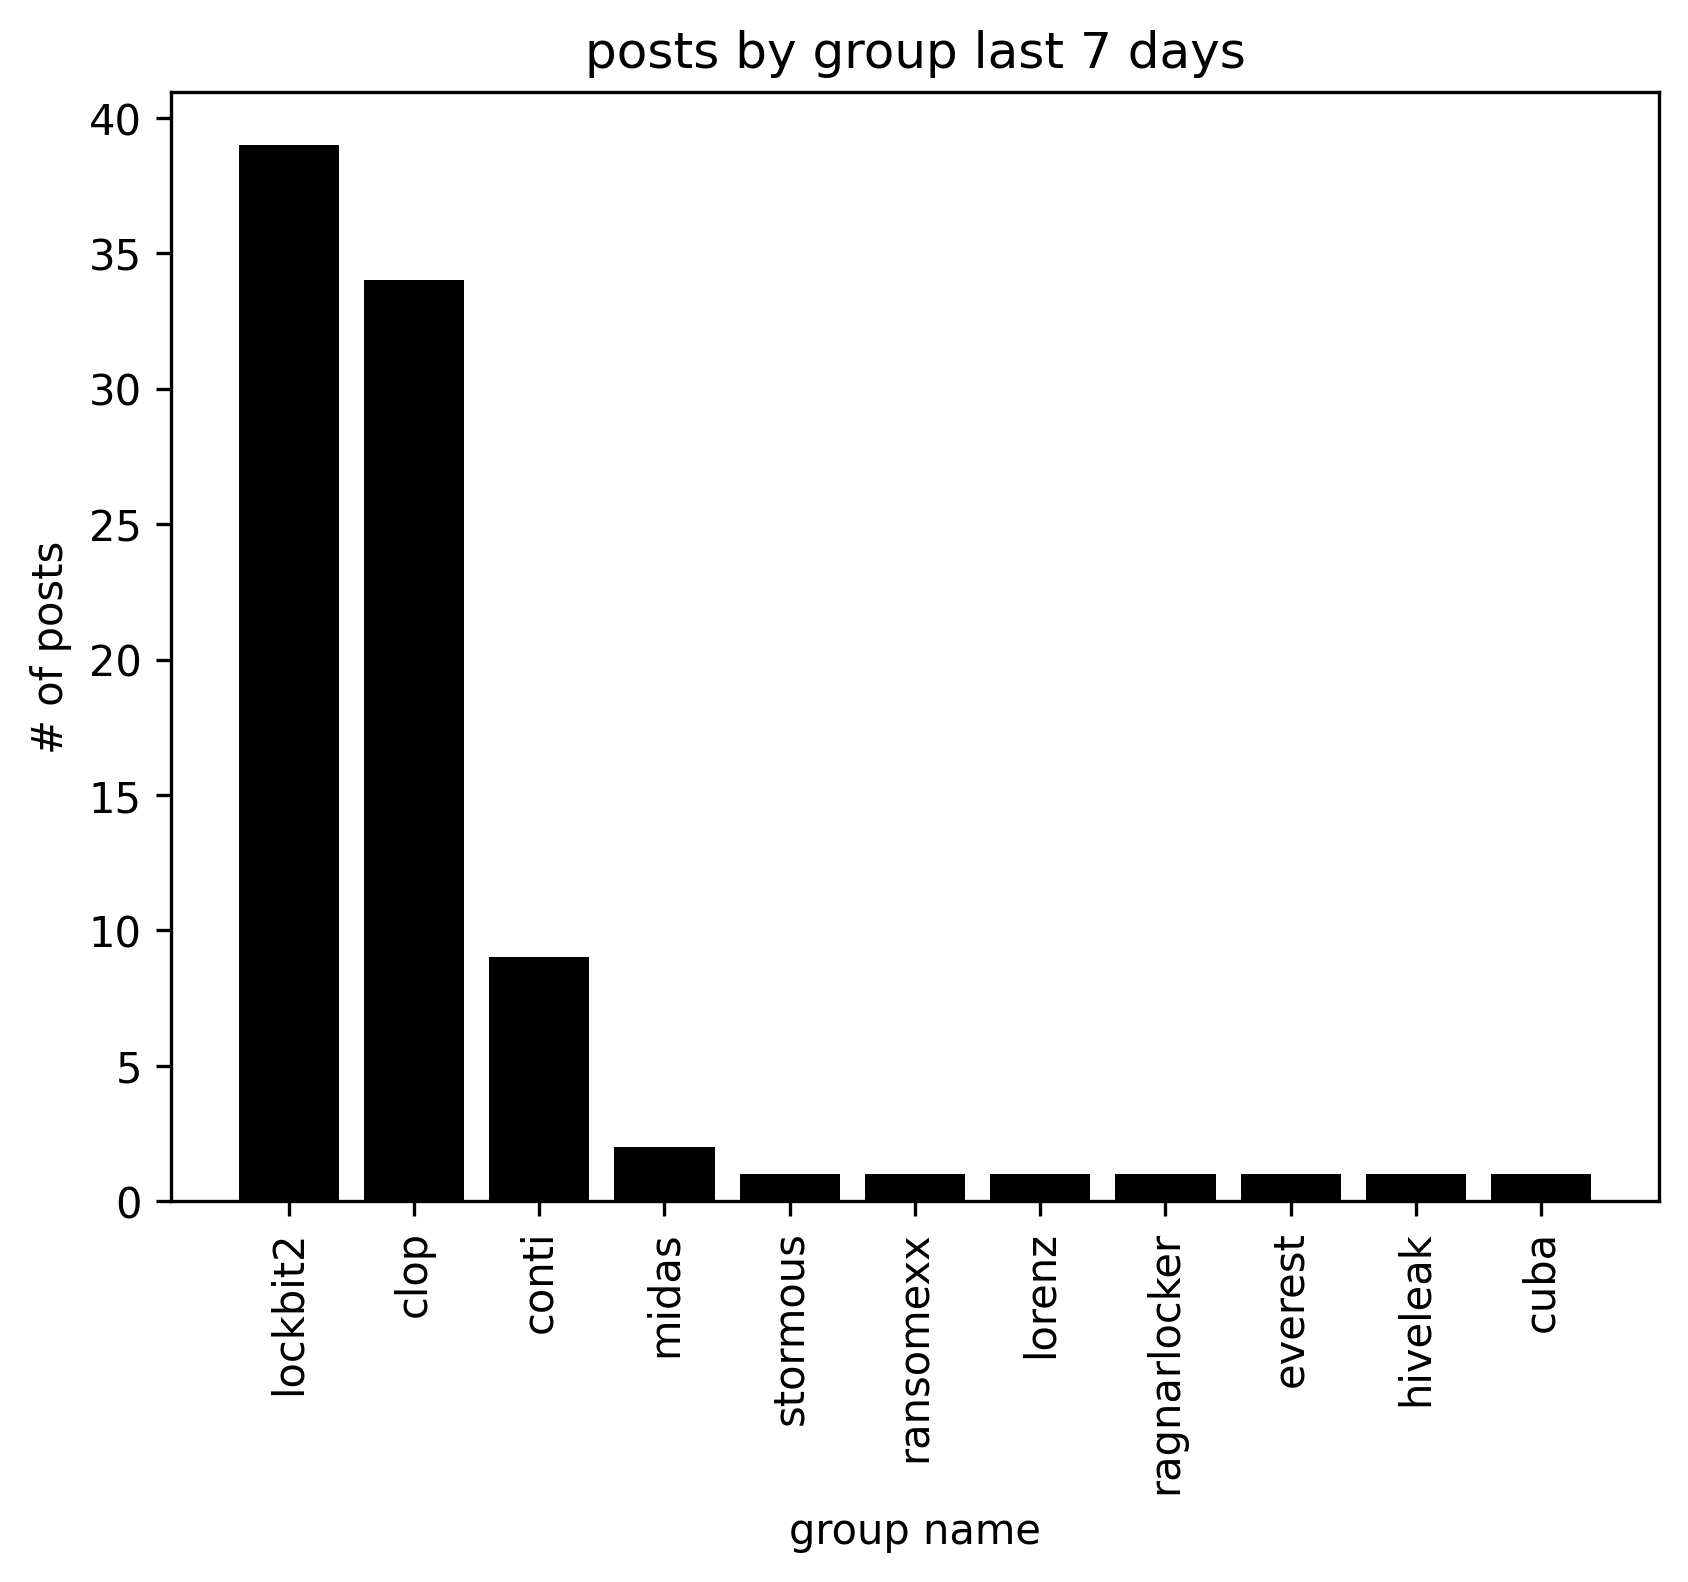 posts by group last 7 days
# of posts
40
35
30
25
20
15
10
5
0
lockbit2
clop
conti
midas
stormous
ransomexx
lorenz
ragnarlocker
everest
hiveleak
cuba
group name